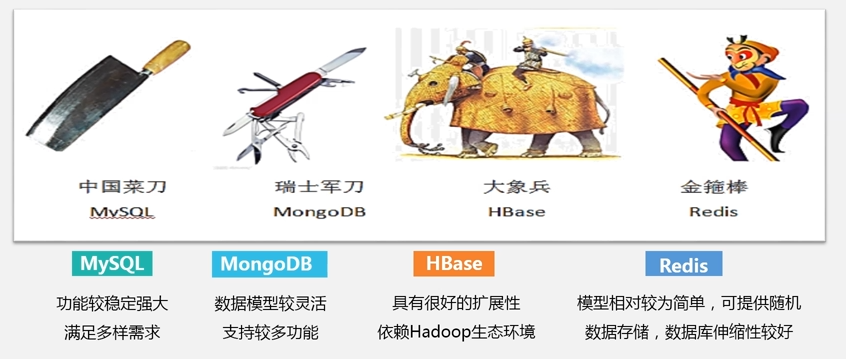 中国菜刀 瑞士军刀 大象兵 金箍棒
MySQL MongoDB HBase Redis
MySQL MongoDB HBase Redis
功能较稳定强大 数据模型较灵活 具有很好的扩展性 模型相对较为简单，可提供随机
满足多样需求 支持较多功能 依赖Hadoop生态环境 数据存储，数据库伸缩性较好